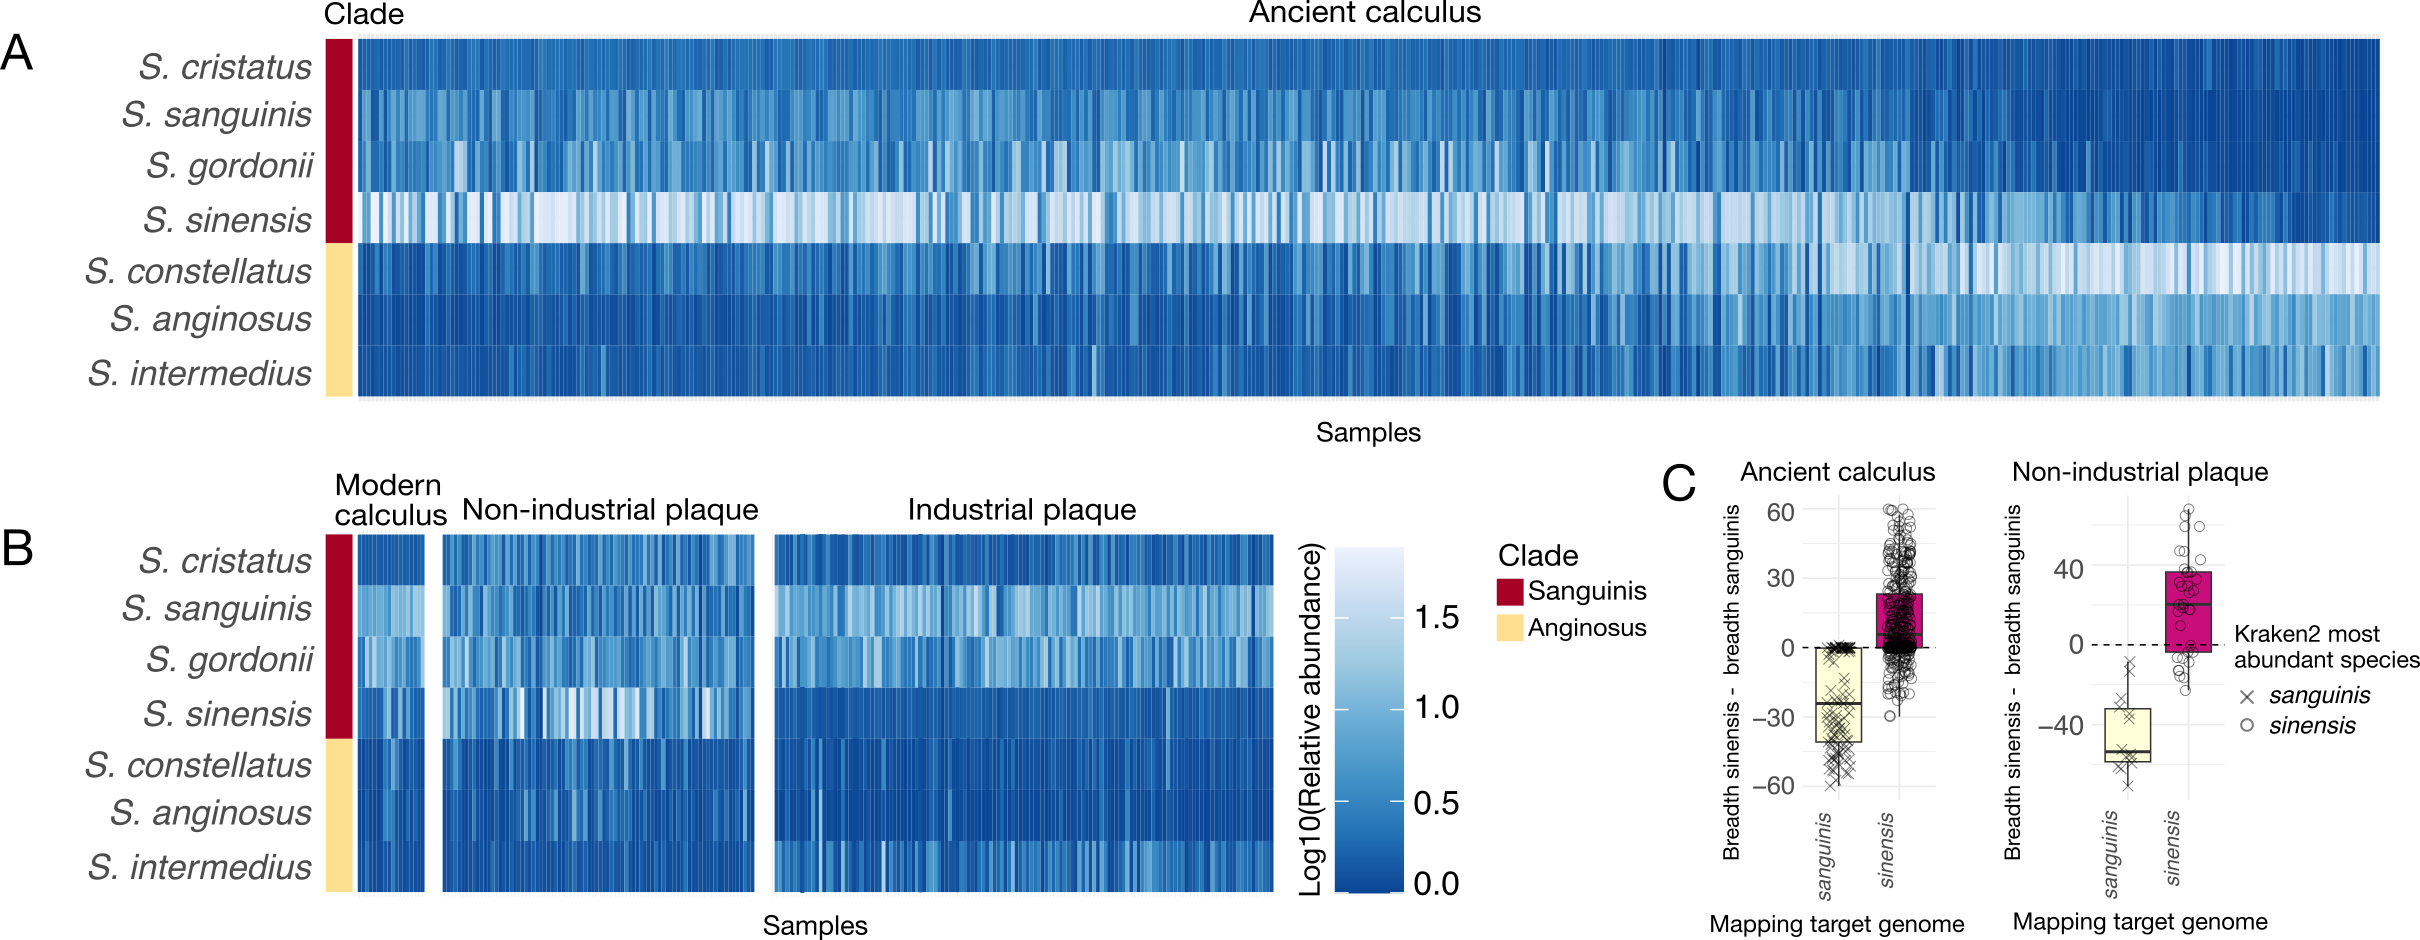 A
Clade
Ancient calculus
S. cristatus
S. sanguinis
S. gordonii
S. sinensis
S. constellatus
S. anginosus
S. intermedius
Samples
B
Modern
calculus
Non-industrial plaque
Industrial plaque
S. cristatus
S. sanguinis
S. gordonii
S. sinensis
S. constellatus
S. anginosus
S. intermedius
Samples
Log10(Relative abundance)
1.5
1.0
0.5
0.0
Clade
Sanguinis
Anginosus
C
Ancient calculus
Breadth sinensis - breadth sanguinis
60
30
0
−30
−60
sanguinis
sinensis
Mapping target genome
Non-industrial plaque
Breadth sinensis - breadth sanguinis
40
0
−40
sanguinis
sinensis
Mapping target genome
Kraken2 most
abundant species
sanguinis
sinensis